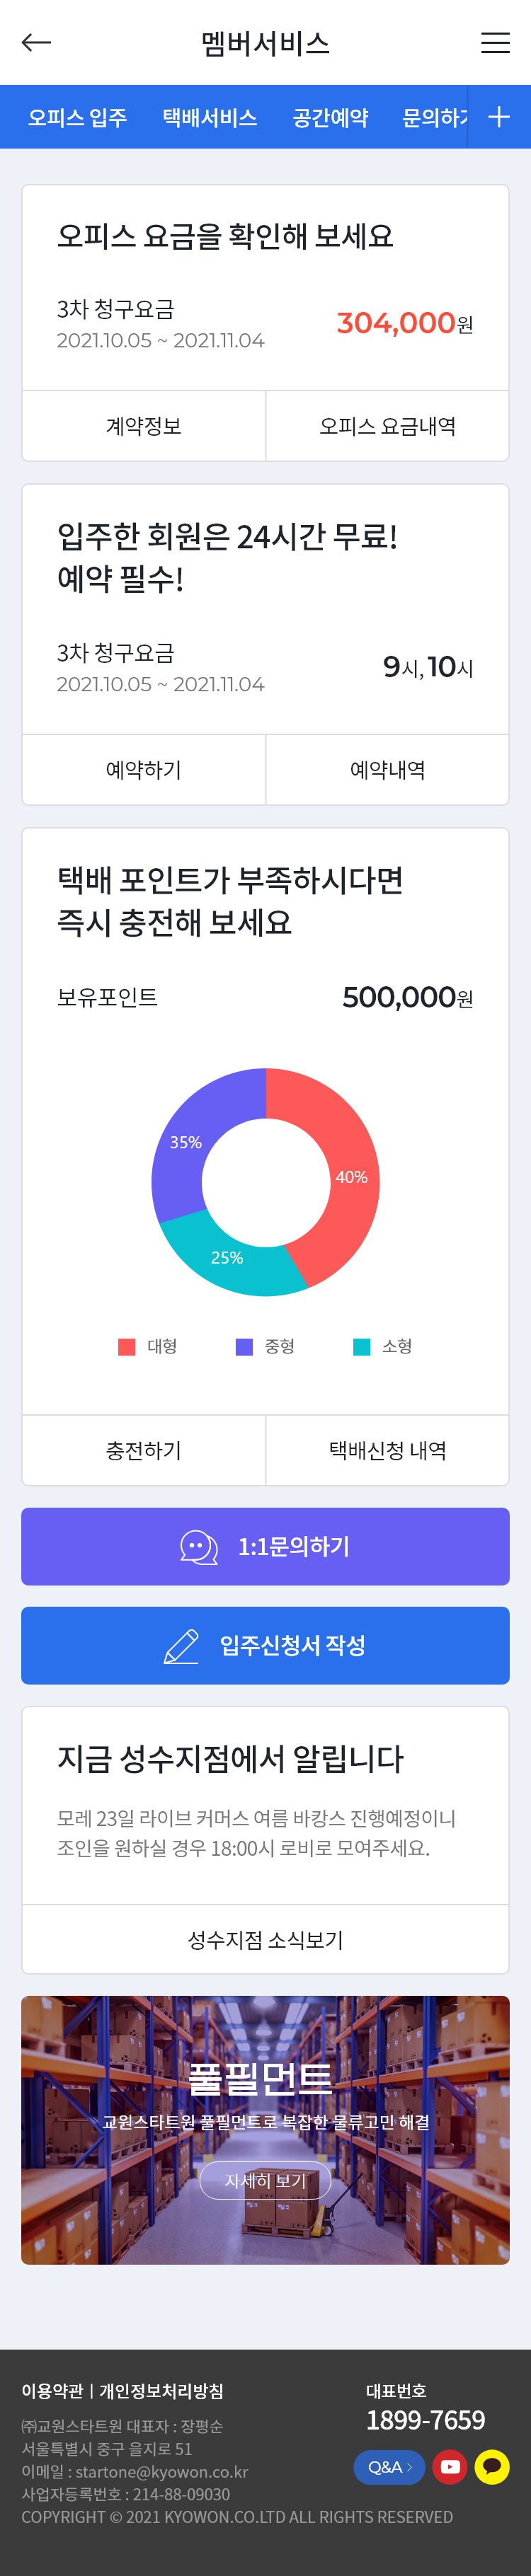 멤버서비스
오피스 입주 택배서비스 공간예약 문의하기
오피스 요금을 확인해 보세요
3차 청구요금
2021.10.05 ~ 2021.11.04
304,000원
계약정보 오피스 요금내역
입주한 회원은 24시간 무료!
예약 필수!
3차 청구요금
2021.10.05 ~ 2021.11.04
9시, 10시
예약하기 예약내역
택배 포인트가 부족하시다면
즉시 충전해 보세요
보유포인트 500,000원
35%
40%
25%
대형 중형 소형
충전하기 택배신청 내역
1:1문의하기
입주신청서 작성
지금 성수지점에서 알립니다
모레 23일 라이브 커머스 여름 바캉스 진행예정이니
조인을 원하실 경우 18:00시 로비로 모여주세요.
성수지점 소식보기
풀필먼트
교원스타트원 풀필먼트로 복잡한 물류고민 해결
자세히 보기
이용약관 | 개인정보처리방침
㈜교원스타트원 대표자 : 장평순
서울특별시 중구 을지로 51
이메일 : startone@kyowon.co.kr
사업자등록번호 : 214-88-09030
COPYRIGHT © 2021 KYOWON.CO.LTD ALL RIGHTS RESERVED
대표번호
1899-7659
Q&A